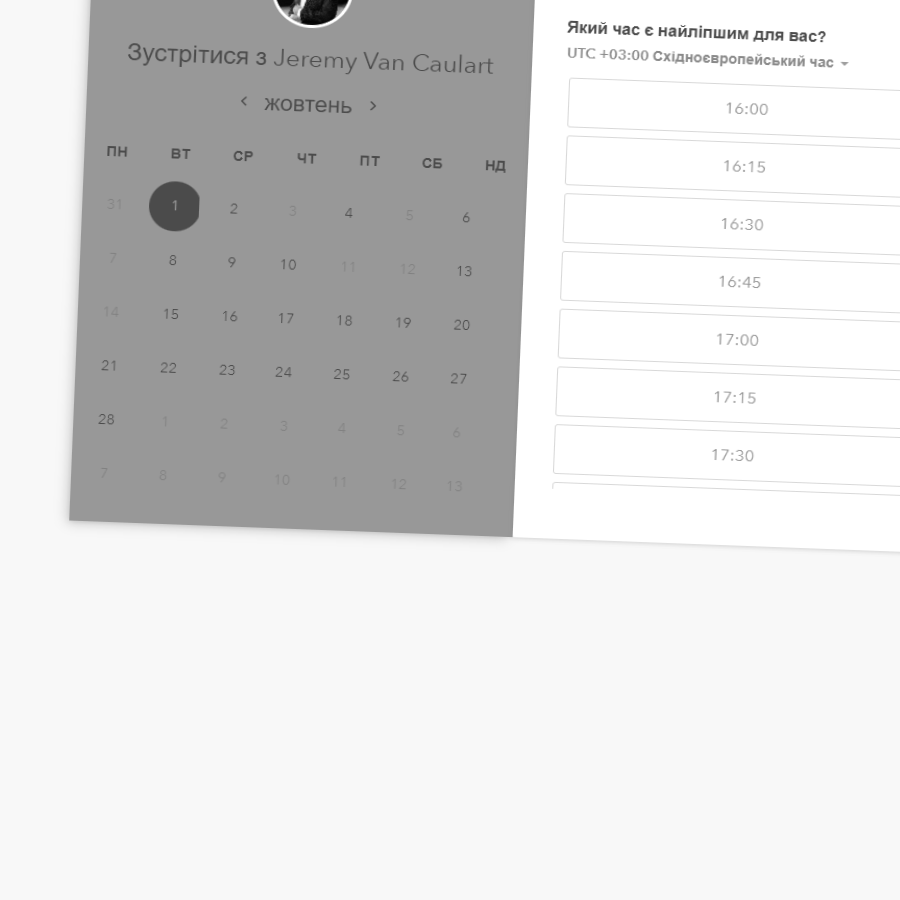 Зустрітися з Jeremy Van Caulart
жовтень
ПН ВТ СР ЧТ ПТ СБ НД
31 1 2 3 4 5 6
7 8 9 10 11 12 13
14 15 16 17 18 19 20
21 22 23 24 25 26 27
28 1 2 3 4 5 6
7 8 9 10 11 12 13
Який час є найліпшим для вас?
UTC +03:00 Східноєвропейський час
16:00
16:15
16:30
16:45
17:00
17:15
17:30